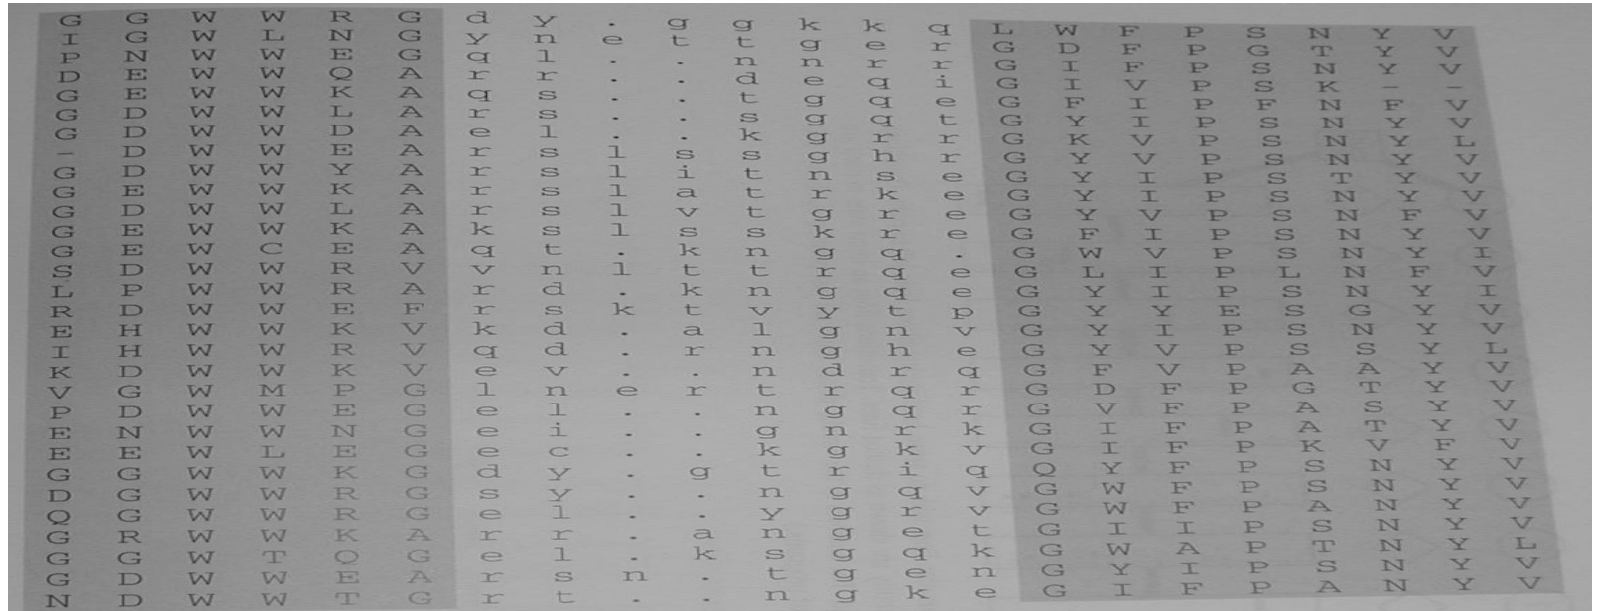 G G W W R G d y . g g k k q L W F P S N Y V
I G W L N G y n e t t g e r G D F P G T Y V
P N W W E G q l . . n n r r G I F P S N Y V
D E W W Q A r r . . d e q i G I V P S K - -
G E W W K A q s . . t g q e G F I P F N F V
G D W W L A r s . . s g q t G Y I P S N Y V
G D W W D A e l . . k g r r G K V P S N Y L
- D W W E A r s l s s g h r G Y V P S N Y V
G D W W Y A r s l i t n s e G Y I P S T Y V
G E W W K A r s l a t r k e G Y I P S N Y V
G D W W L A r s l v t g r e G Y V P S N F V
G E W W K A k s l s s k r e G F I P S N Y V
G E W C E A q t . k n g q . G W V P S N Y I
S D W W R V v n l t t r q e G L I P L N F V
L P W W R A r d . k n g q e G Y I P S N Y I
R D W W E F r s k t v y t p G Y Y E S G Y V
E H W W K V k d . a l g n v G Y I P S N Y V
I H W W R V q d . r n g h e G Y V P S S Y L
K D W W K V e v . . n d r q G F V P A A Y V
V G W M P G l n e r t r q r G D F P G T Y V
P D W W E G e l . . n g q r G V F P A S Y V
E N W W N G e i . . g n r k G I F P A T Y V
E E W L E G e c . . k g k v G I F P K V F V
G G W W K G d y . g t r i q Q Y F P S N Y V
D G W W R G s y . . n g q v G W F P S N Y V
Q G W W R G e l . . y g r v G W F P A N Y V
G R W W K A r r . a n g e t G I I P S N Y V
G G W T Q G e l . k s g q k G W A P T N Y L
G D W W E A r s n . t g e n G Y I P S N Y V
N D W W T G r t . . n g k e G I F P A N Y V